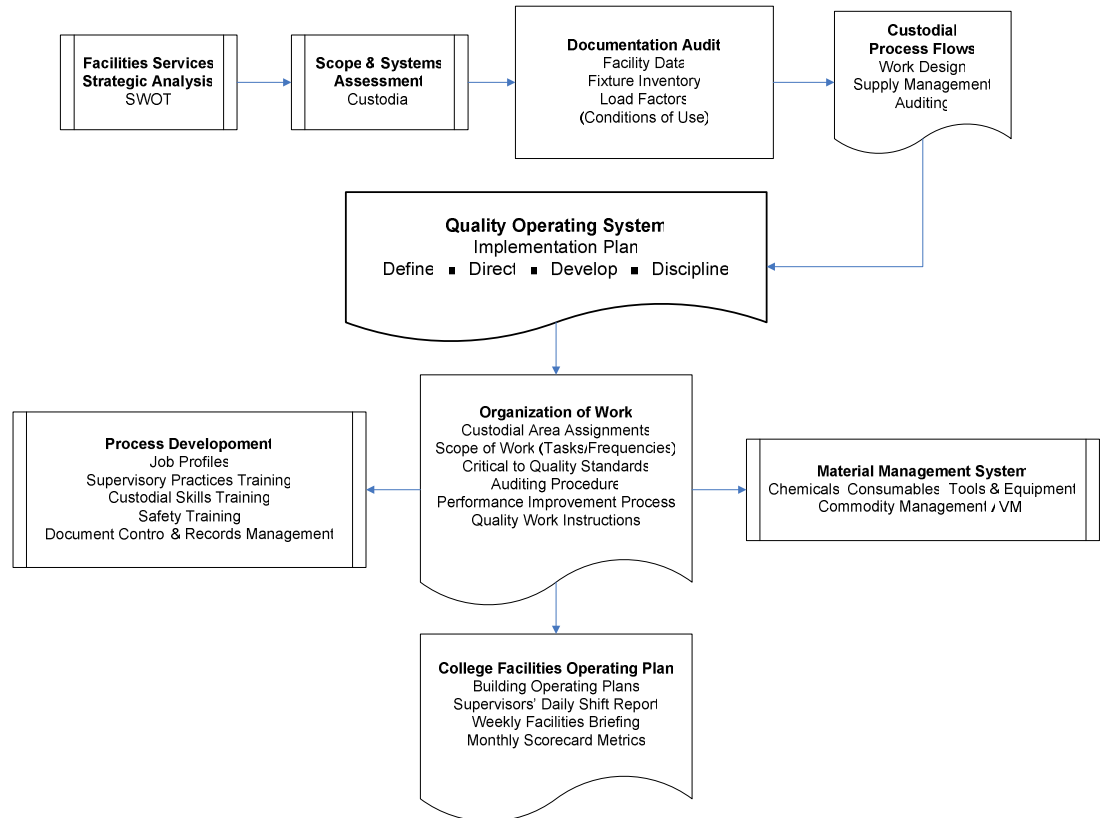 Facilities Services
Strategic Analysis
SWOT
Scope & Systems
Assessment
Custodia
Documentation Audit
Facility Data
Fixture Inventory
Load Factors
(Conditions of Use)
Custodial
Process Flows
Work Design
Supply Management
Auditing
Quality Operating System
Implementation Plan
Define ▪ Direct ▪ Develop ▪ Discipline
Organization of Work
Custodial Area Assignments
Scope of Work (Tasks/Frequencies)
Critical to Quality Standards
Auditing Procedure
Performance Improvement Process
Quality Work Instructions
Process Developoment
Job Profiles
Supervisory Practices Training
Custodial Skills Training
Safety Training
Document Contro & Records Management
Material Management System
Chemicals Consumables Tools & Equipment
Commodity Management / VM
College Facilities Operating Plan
Building Operating Plans
Supervisors' Daily Shift Report
Weekly Facilities Briefing
Monthly Scorecard Metrics